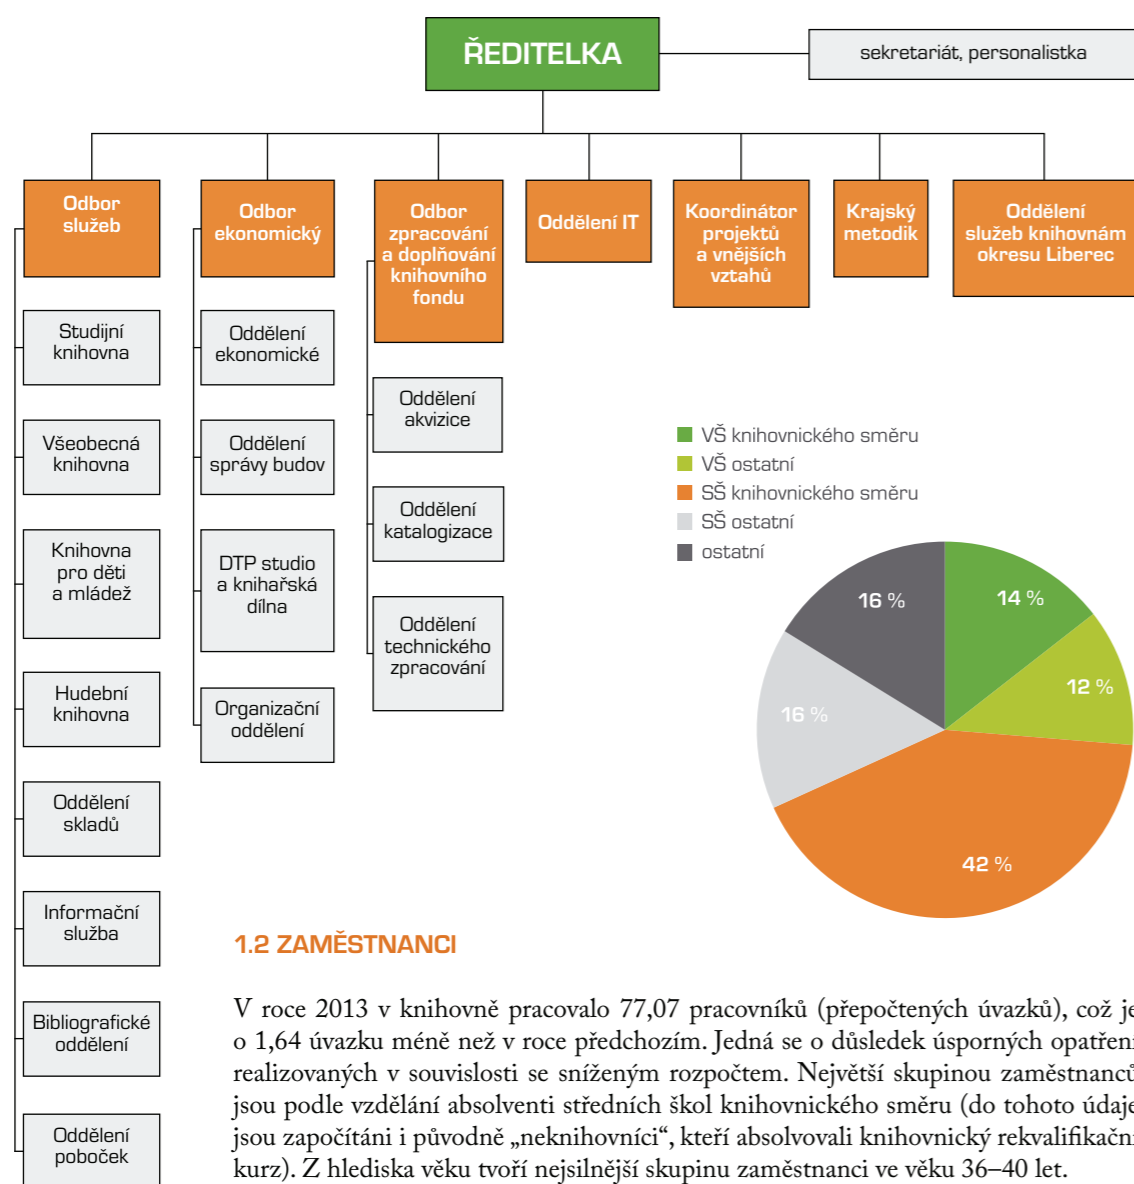 ŘEDITELKA
sekretariát, personalistka
Odbor
služeb
Odbor
ekonomický
Odbor
zpracování
a doplňování
knihovního
fondu
Oddělení IT
Koordinátor
projektů
a vnějších
vztahů
Krajský
metodik
Oddělení
služeb knihovnám
okresu Liberec
Studijní
knihovna
Všeobecná
knihovna
Knihovna
pro děti
a mládež
Hudební
knihovna
Oddělení
skladů
Informační
služba
Bibliografické
oddělení
Oddělení
poboček
Oddělení
ekonomické
Oddělení
správy budov
DTP studio
a knihařská
dílna
Organizační
oddělení
Oddělení
akvizice
Oddělení
katalogizace
Oddělení
technického
zpracování
VŠ knihovnického směru
VŠ ostatní
SŠ knihovnického směru
SŠ ostatní
ostatní
16 %
14 %
12 %
16 %
42 %
1.2 ZAMĚSTNANCI
V roce 2013 v knihovně pracovalo 77,07 pracovníků (přepočtených úvazků), což je
o 1,64 úvazku méně než v roce předchozím. Jedná se o důsledek úsporných opatření
realizovaných v souvislosti se sníženým rozpočtem. Největší skupinou zaměstnanců
jsou podle vzdělání absolventi středních škol knihovnického směru (do tohoto údaje
jsou započítáni i původně „neknihovníci“, kteří absolvovali knihovnický rekvalifikační
kurz). Z hlediska věku tvoří nejsilnější skupinu zaměstnanci ve věku 36–40 let.